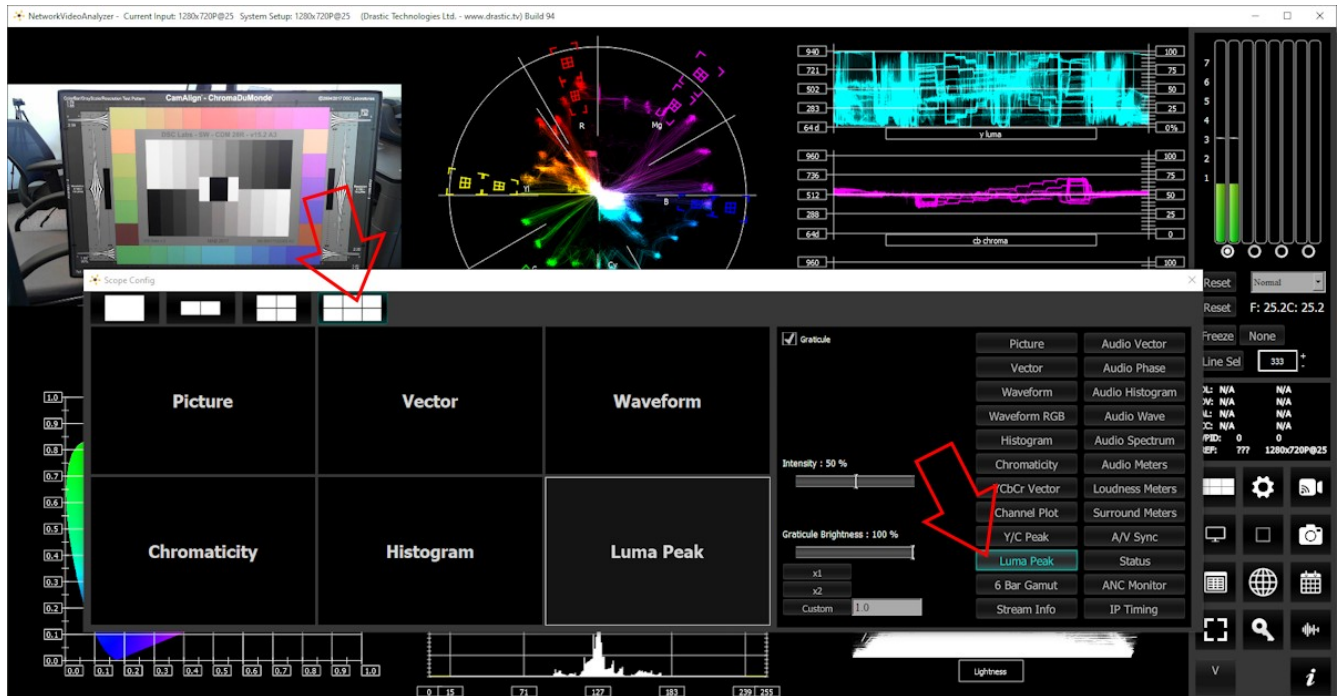 NetworkVideoAnalyzer - Current Input: 1280x720P@25 System Setup: 1280x720P@25 (Drastic Technologies Ltd. - www.drastic.tv) Build 94
CamAlign - ChromaDuMonde
DSC Labs - SW - COM 28R - v15.2 A3
R
Mg
Yl
B
G
Cy
940
721
502
283
64 d
100
75
50
25
0%
y luma
960
736
512
288
64d
100
75
50
25
0
cb chroma
960
100
7
6
5
4
3
2
1
Reset
Normal
Reset
F: 25.2C: 25.2
Freeze
None
Line Sel
333
+
-
N/A
N/A
N/A
N/A
N/A
N/A
N/A
N/A
0
0
???
1280x720P@25
V
i
Scope Config
Picture
Vector
Waveform
Chromaticity
Histogram
Luma Peak
Graticule
Intensity : 50 %
Graticule Brightness : 100 %
x1
x2
Custom
1.0
Picture
Audio Vector
Vector
Audio Phase
Waveform
Audio Histogram
Waveform RGB
Audio Wave
Histogram
Audio Spectrum
Chromaticity
Audio Meters
YCbCr Vector
Loudness Meters
Channel Plot
Surround Meters
Y/C Peak
A/V Sync
Luma Peak
Status
6 Bar Gamut
ANC Monitor
Stream Info
IP Timing
1.0
0.9
0.8
0.7
0.6
0.5
0.4
0.3
0.2
0.1
0.0
0.0
0.1
0.2
0.3
0.4
0.5
0.6
0.7
0.8
0.9
1.0
0
15
71
127
183
239
255
Lightness